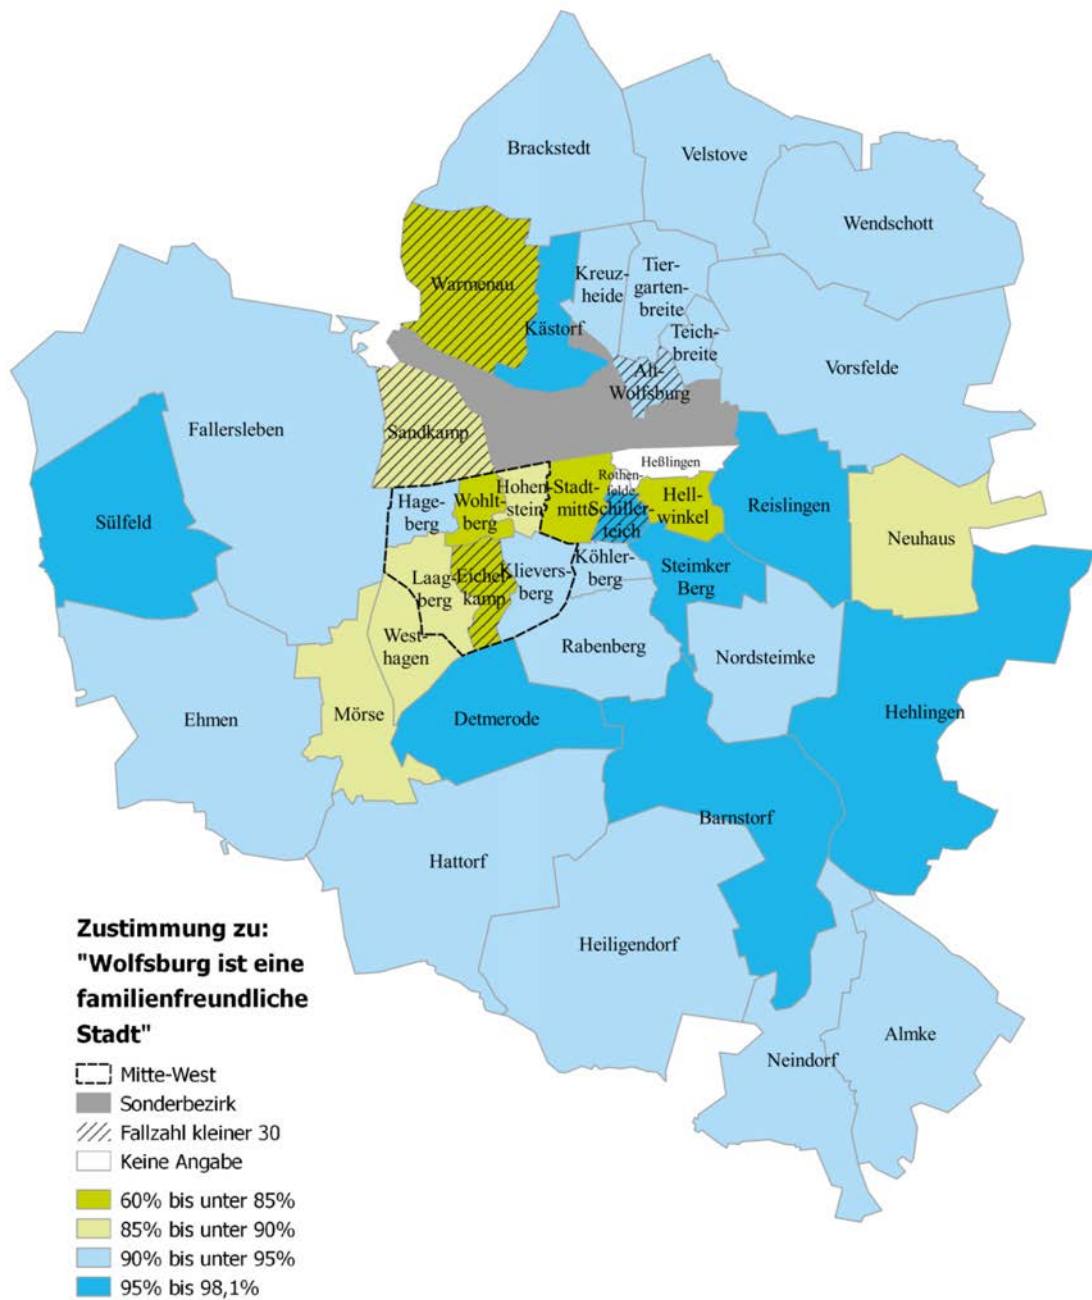 Brackstedt
Velstove
Wendschott
Warmenau
Kreuz-
heide
Tier-
garten-
breite
Kästorf
Teich-
breite
Vorsfelde
Alt-
Wolfsburg
Fallersleben
Sandkamp
Heßlingen
Rothen-
felde
Sülfeld
Hage-
berg
Wohlt-
berg
Hohen-
stein
Stadt-
mitte
Schiller-
teich
Hell-
winkel
Reislingen
Neuhaus
Laag-
berg
Eichel-
kamp
Klievers-
berg
Köhler-
berg
Steimker
Berg
West-
hagen
Rabenberg
Nordsteimke
Ehmen
Mörse
Detmerode
Hehlingen
Barnstorf
Hattorf
Heiligendorf
Almke
Neindorf
Zustimmung zu:
"Wolfsburg ist eine
familienfreundliche
Stadt"
Mitte-West
Sonderbezirk
Fallzahl kleiner 30
Keine Angabe
60% bis unter 85%
85% bis unter 90%
90% bis unter 95%
95% bis 98,1%